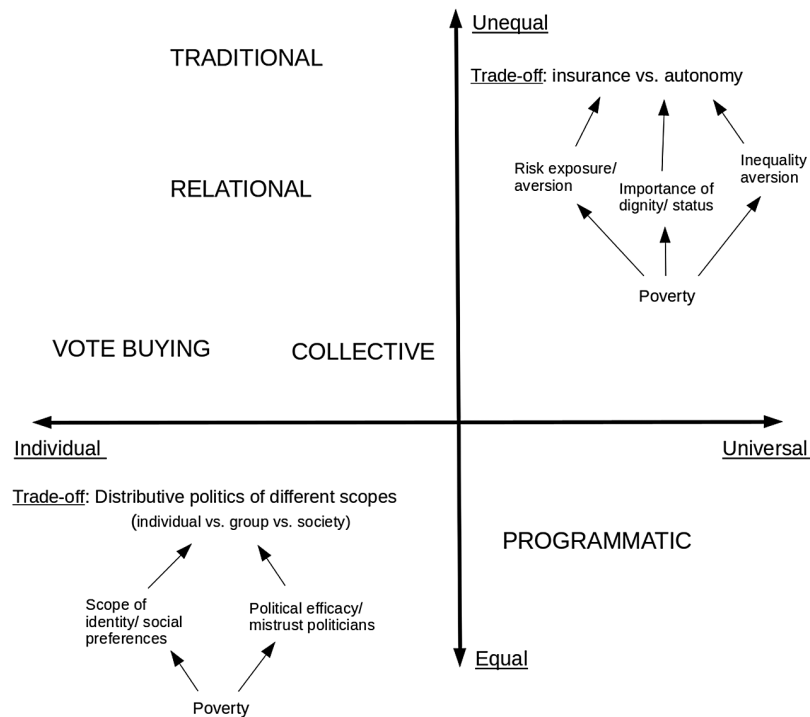 Unequal
TRADITIONAL
Trade-off: insurance vs. autonomy
Risk exposure/
aversion
Importance of
dignity/ status
Inequality
aversion
RELATIONAL
Poverty
VOTE BUYING
COLLECTIVE
Individual
Universal
Trade-off: Distributive politics of different scopes
(individual vs. group vs. society)
PROGRAMMATIC
Scope of
identity/ social
preferences
Political efficacy/
mistrust politicians
Equal
Poverty